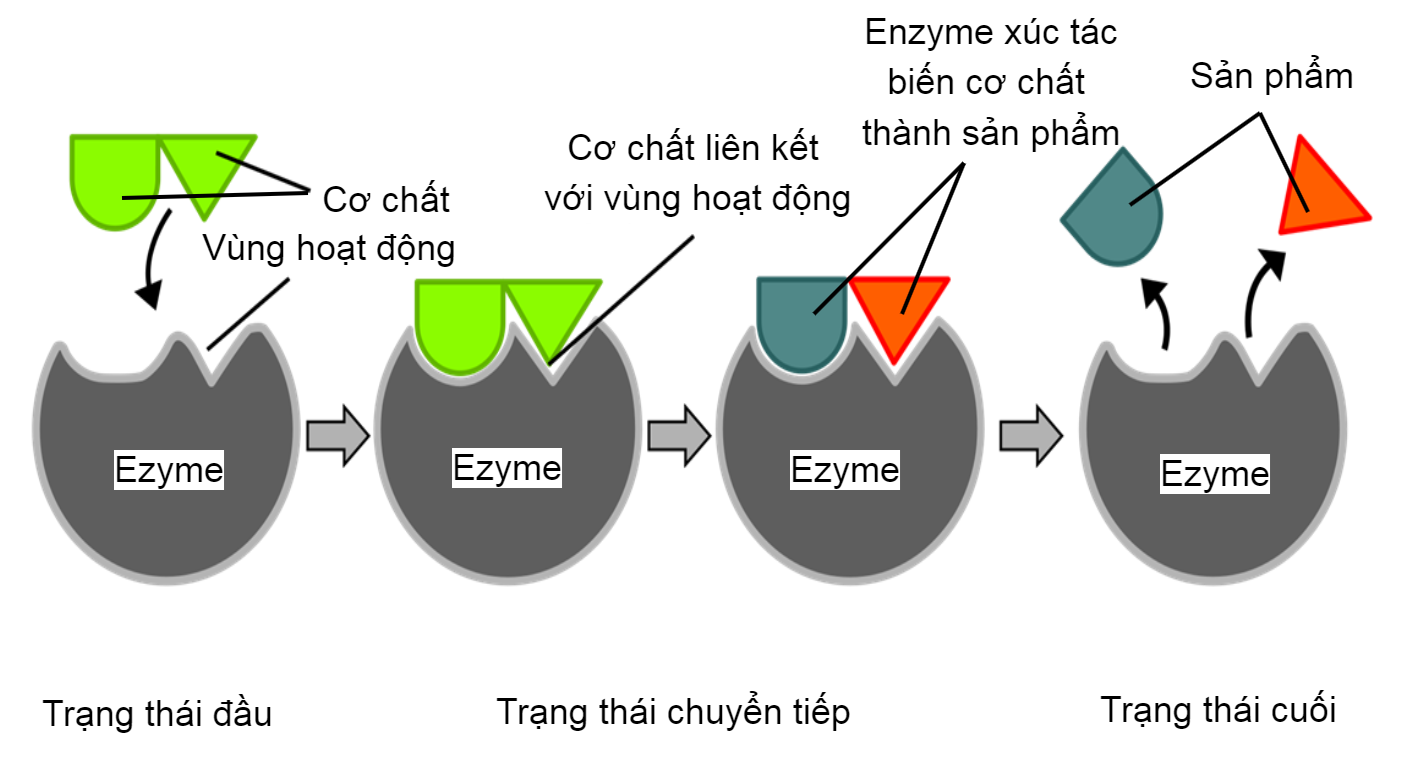 Enzyme xúc tác
biến cơ chất
thành sản phẩm
Sản phẩm
Cơ chất liên kết
với vùng hoạt động
Cơ chất
Vùng hoạt động
Ezyme
Ezyme
Ezyme
Ezyme
Trạng thái đầu
Trạng thái chuyển tiếp
Trạng thái cuối